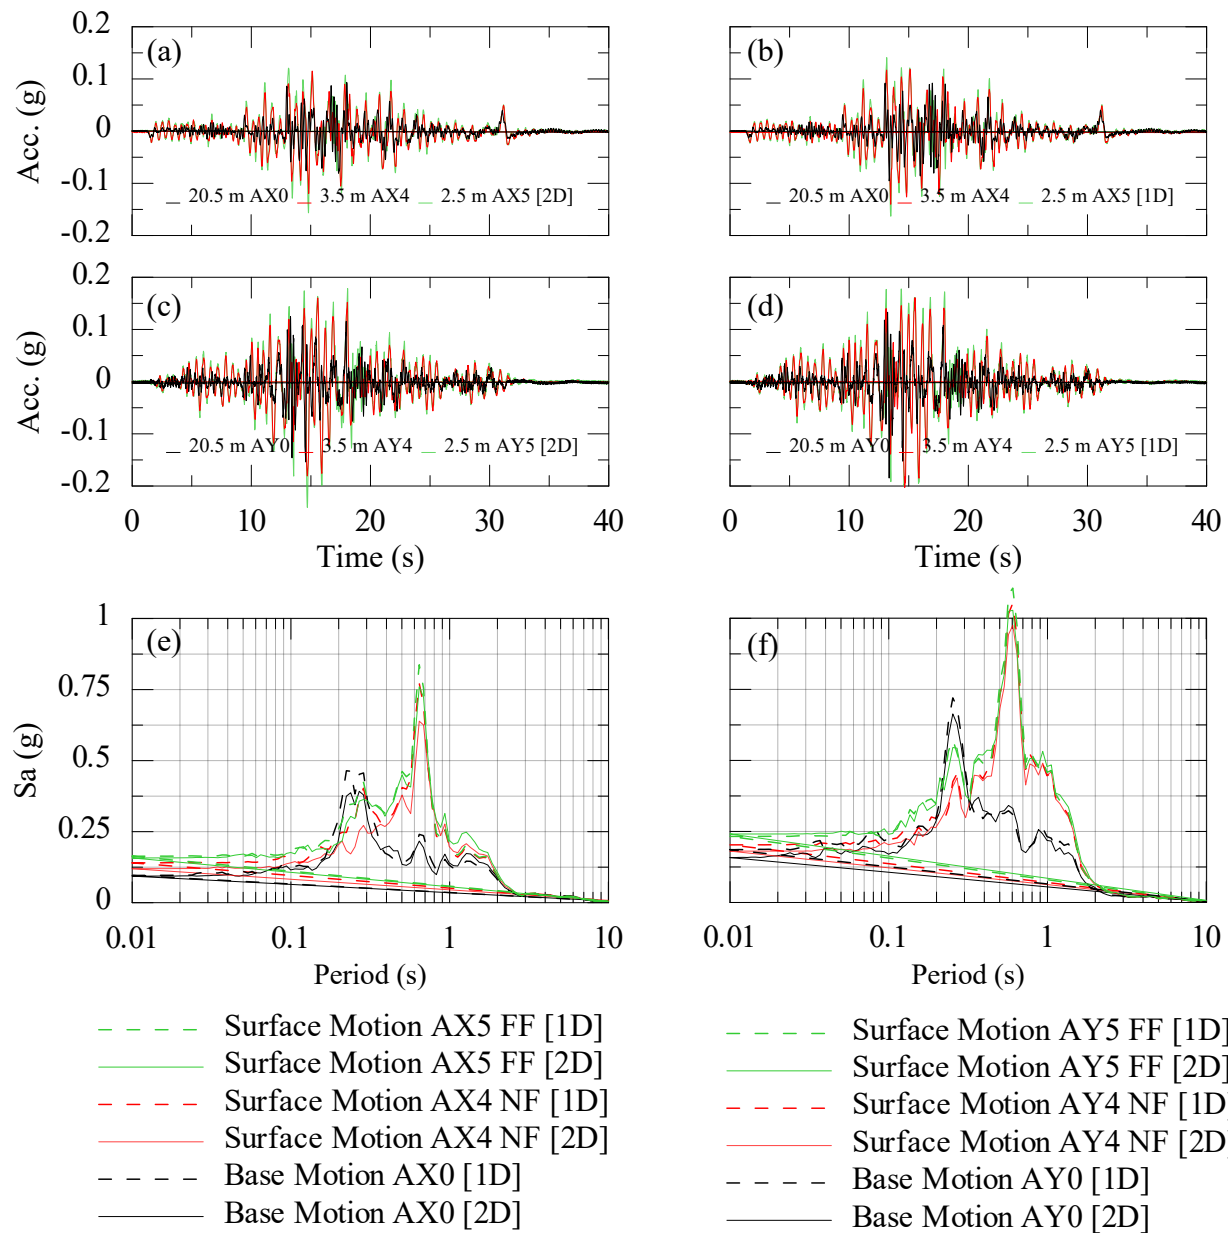 0.2
0.1
0
-0.1
-0.2
Acc. (g)
(a)
20.5 m AX0 3.5 m AX4 2.5 m AX5 [2D]
(b)
20.5 m AX0 3.5 m AX4 2.5 m AX5 [1D]
0.2
0.1
0
-0.1
-0.2
Acc. (g)
(c)
20.5 m AY0 3.5 m AY4 2.5 m AY5 [2D]
(d)
20.5 m AY0 3.5 m AY4 2.5 m AY5 [1D]
0 10 20 30 40
Time (s)
0 10 20 30 40
Time (s)
1
0.75
0.5
0.25
0
Sa (g)
(e)
(f)
0.01 0.1 1 10
Period (s)
0.01 0.1 1 10
Period (s)
Surface Motion AX5 FF [1D]
Surface Motion AX5 FF [2D]
Surface Motion AX4 NF [1D]
Surface Motion AX4 NF [2D]
Base Motion AX0 [1D]
Base Motion AX0 [2D]
Surface Motion AY5 FF [1D]
Surface Motion AY5 FF [2D]
Surface Motion AY4 NF [1D
Surface Motion AY4 NF [2D
Base Motion AY0 [1D]
Base Motion AY0 [2D]